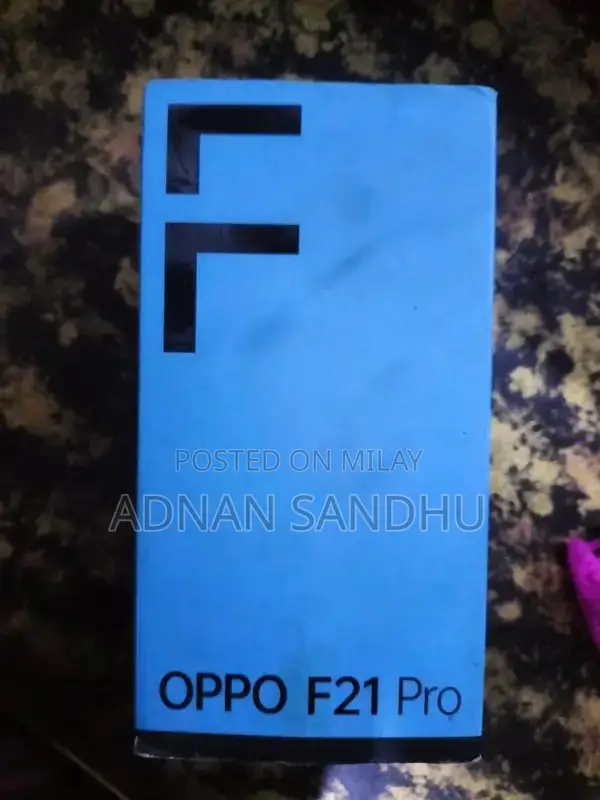 F
POSTED ON MILAY
ADNAN SANDHU
OPPO F21 Pro